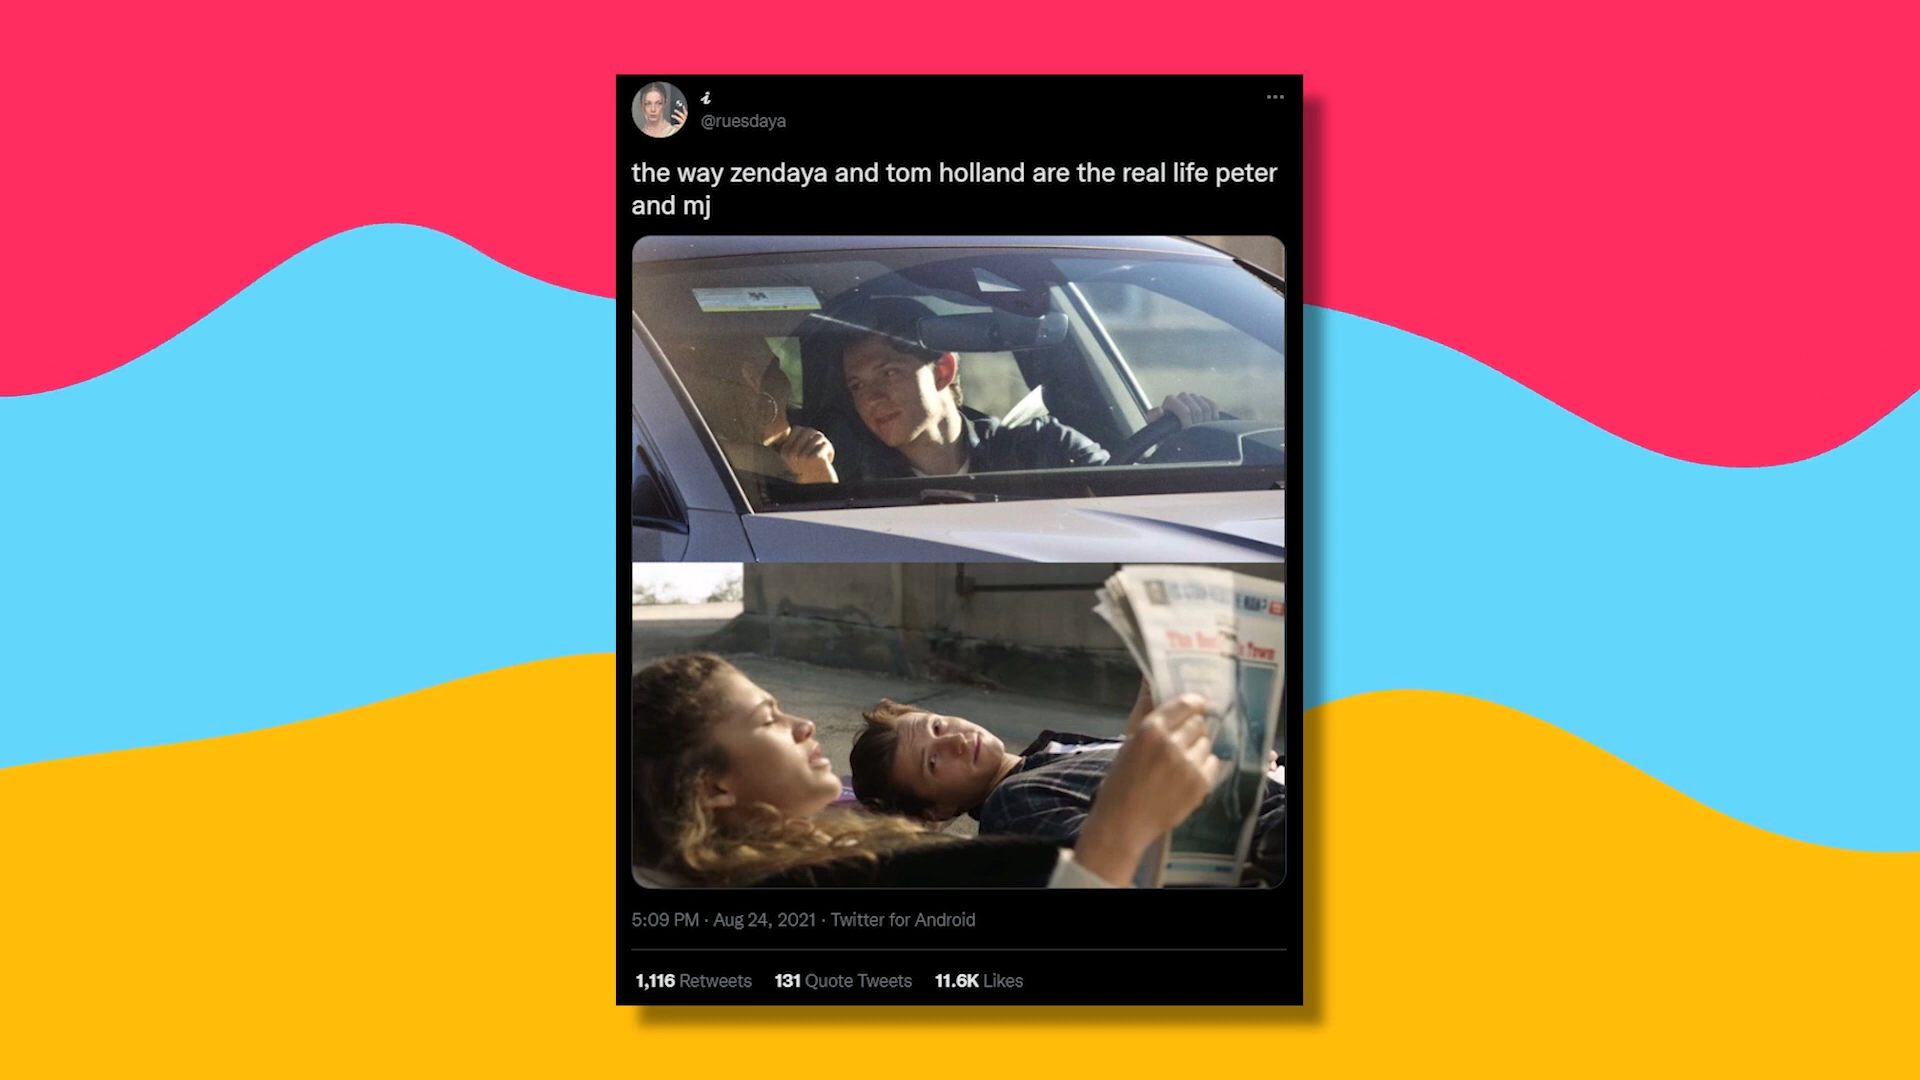 i
@ruesdaya
the way zendaya and tom holland are the real life peter
and mj
Town
5:09 PM · Aug 24, 2021 · Twitter for Android
1,116 Retweets 131 Quote Tweets 11.6K Likes